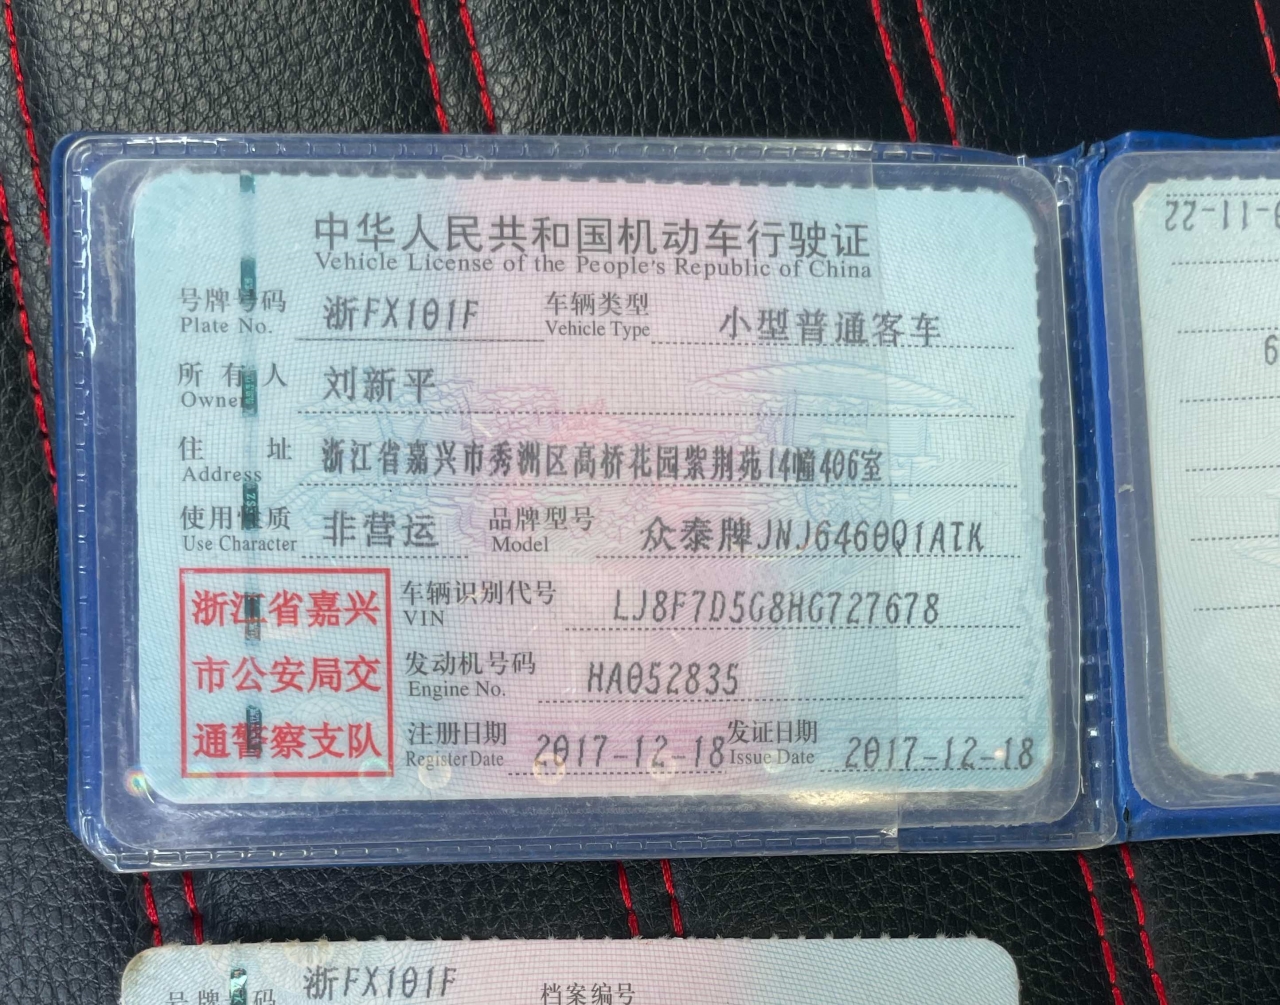 中华人民共和国机动车行驶证
Vehicle License of the People's Republic of China
号牌号码 浙FX101F 车辆类型 小型普通客车
Plate No. Vehicle Type
所有人 刘新平
Owner
住址 浙江省嘉兴市秀洲区高桥花园紫荆苑14幢406室
Address
使用性质 非营运 品牌型号 众泰牌JNJ6460Q1ATK
Use Character Model
浙江省嘉兴
市公安局交
通警察支队
车辆识别代号 LJ8F7D5G8HG727678
VIN
发动机号码 HA052835
Engine No.
注册日期 2017-12-18 发证日期 2017-12-18
Register Date Issue Date
号牌号码 浙FX101F 档案编号